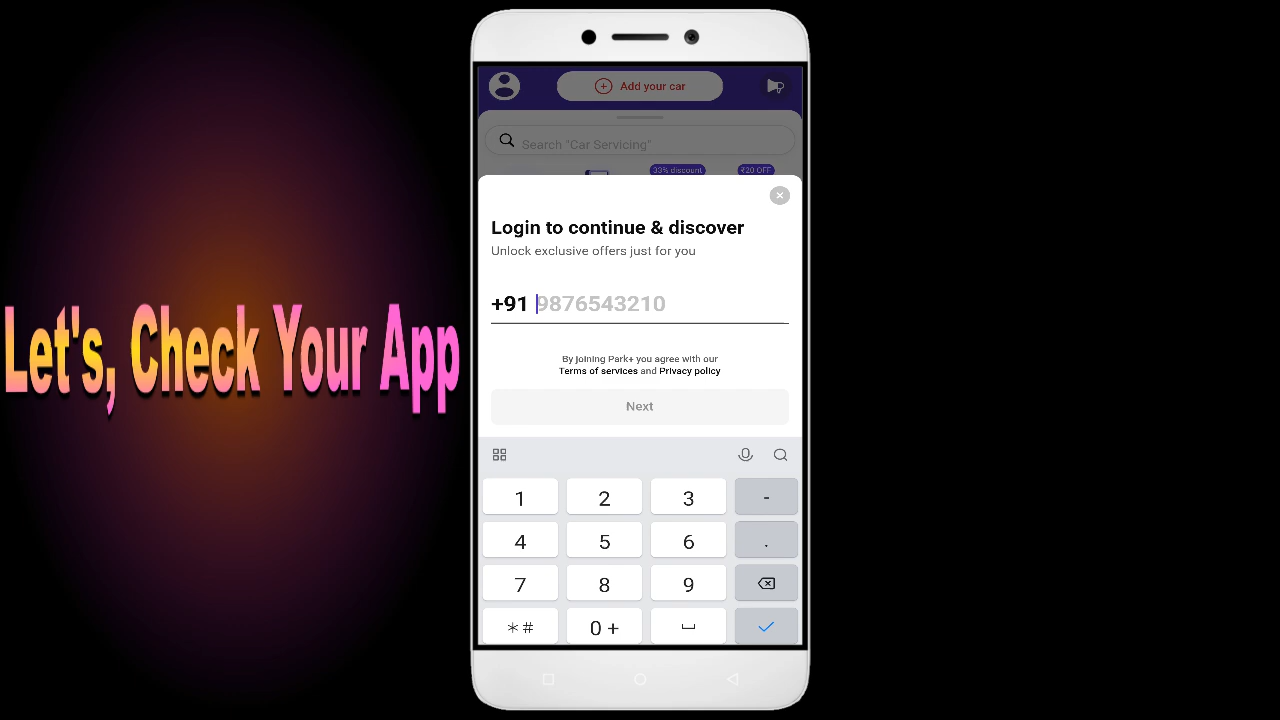 Let's, Check Your App
Add your car
Search "Car Servicing"
33% discount
₹20 OFF
Login to continue & discover
Unlock exclusive offers just for you
+91 9876543210
By joining Park+ you agree with our
Terms of services and Privacy policy
Next
1 2 3 -
4 5 6 .
7 8 9
*# 0 +